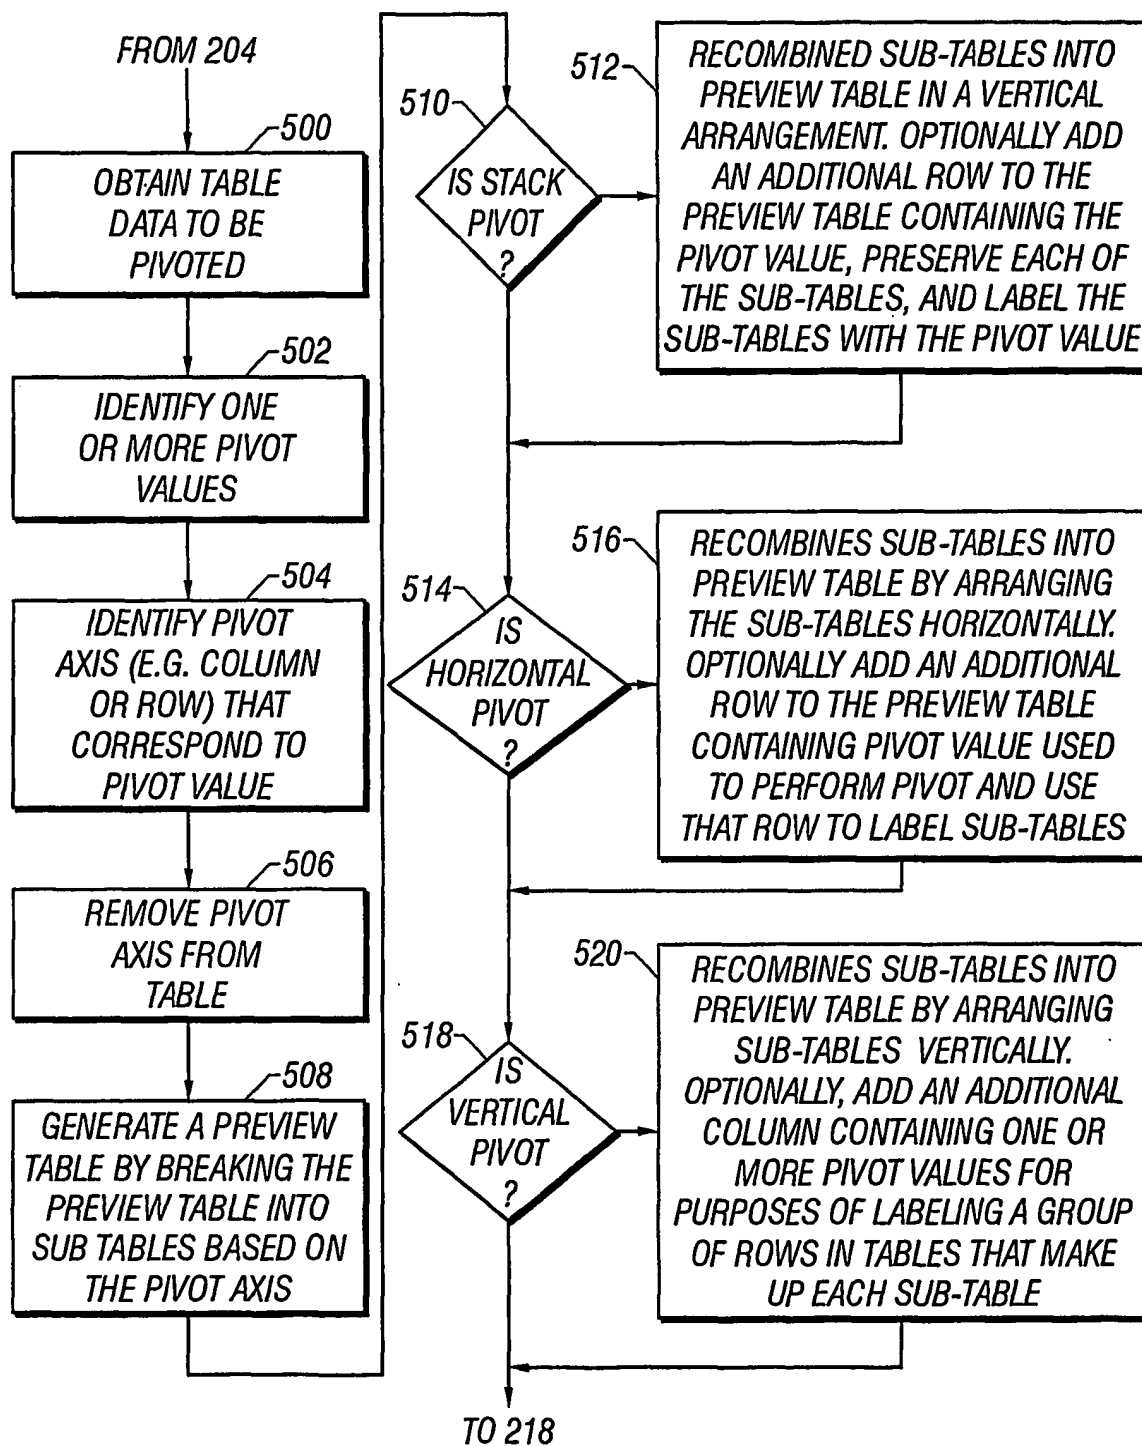 FROM 204
500
OBTAIN TABLE
DATA TO BE
PIVOTED
502
IDENTIFY ONE
OR MORE PIVOT
VALUES
504
IDENTIFY PIVOT
AXIS (E.G. COLUMN
OR ROW) THAT
CORRESPOND TO
PIVOT VALUE
506
REMOVE PIVOT
AXIS FROM
TABLE
508
GENERATE A PREVIEW
TABLE BY BREAKING THE
PREVIEW TABLE INTO
SUB TABLES BASED ON
THE PIVOT AXIS
510
IS STACK
PIVOT
?
512
RECOMBINED SUB-TABLES INTO
PREVIEW TABLE IN A VERTICAL
ARRANGEMENT. OPTIONALLY ADD
AN ADDITIONAL ROW TO THE
PREVIEW TABLE CONTAINING THE
PIVOT VALUE, PRESERVE EACH OF
THE SUB-TABLES, AND LABEL THE
SUB-TABLES WITH THE PIVOT VALUE
514
IS
HORIZONTAL
PIVOT
?
516
RECOMBINES SUB-TABLES INTO
PREVIEW TABLE BY ARRANGING
THE SUB-TABLES HORIZONTALLY.
OPTIONALLY ADD AN ADDITIONAL
ROW TO THE PREVIEW TABLE
CONTAINING PIVOT VALUE USED
TO PERFORM PIVOT AND USE
THAT ROW TO LABEL SUB-TABLES
518
IS
VERTICAL
PIVOT
?
520
RECOMBINES SUB-TABLES INTO
PREVIEW TABLE BY ARRANGING
SUB-TABLES VERTICALLY.
OPTIONALLY, ADD AN ADDITIONAL
COLUMN CONTAINING ONE OR
MORE PIVOT VALUES FOR
PURPOSES OF LABELING A GROUP
OF ROWS IN TABLES THAT MAKE
UP EACH SUB-TABLE
TO 218